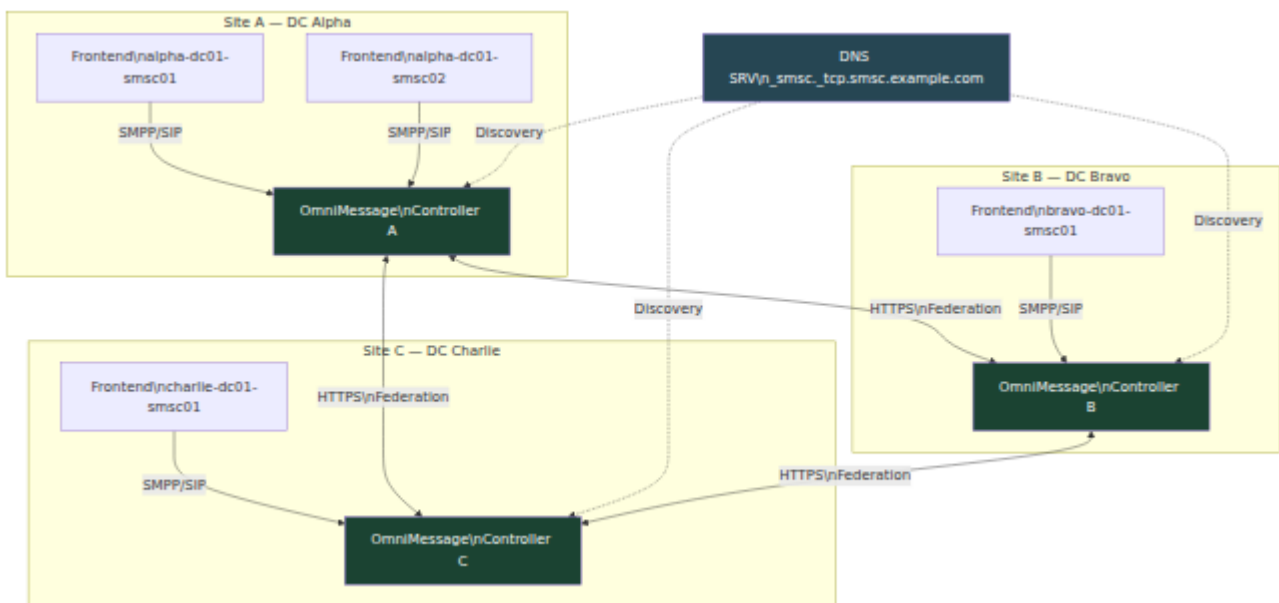 Site A — DC Alpha
Frontend\nalpha-dc01-
smsc01
Frontend\nalpha-dc01-
smsc02
DNS
SRV\n_smsc._tcp.smsc.example.com
SMPP/SIP
SMPP/SIP
Discovery
OmniMessage\nController
A
Site B — DC Bravo
Frontend\nbravo-dc01-
smsc01
Discovery
HTTPS\nFederation
SMPP/SIP
Discovery
OmniMessage\nController
B
Site C — DC Charlie
Frontend\ncharlie-dc01-
smsc01
HTTPS\nFederation
SMPP/SIP
HTTPS\nFederation
OmniMessage\nController
C